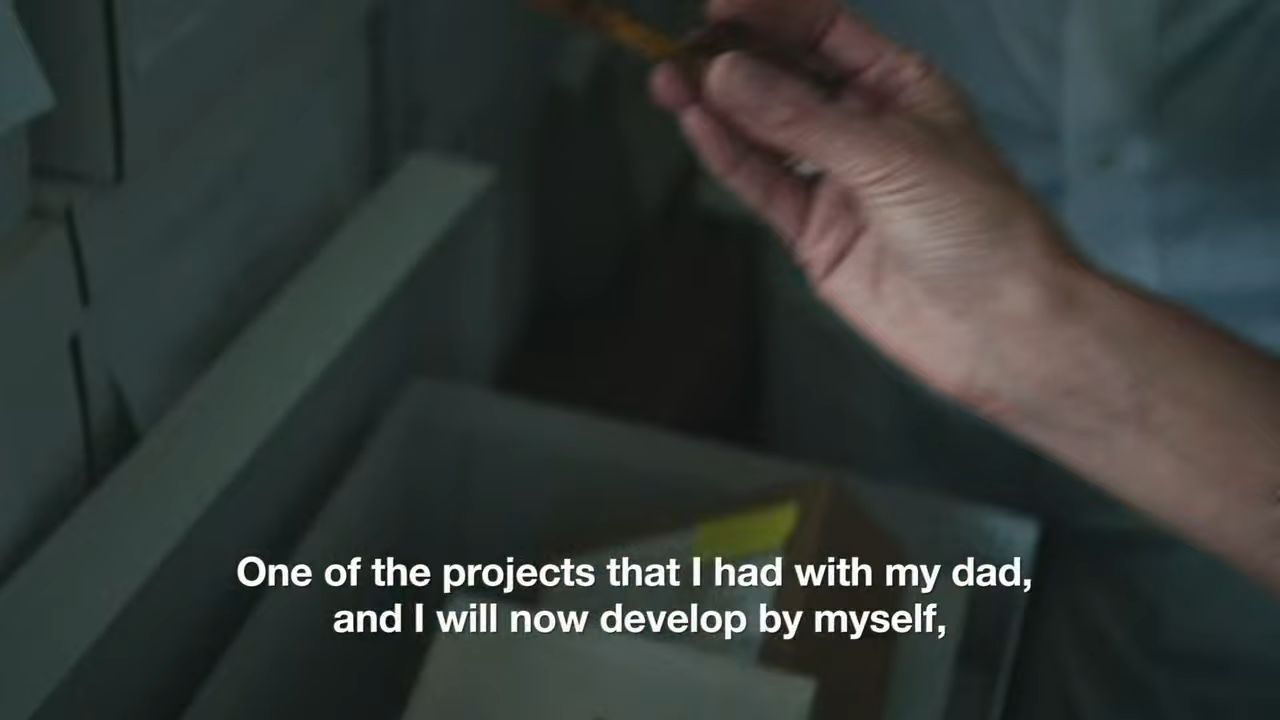 One of the projects that I had with my dad,
and I will now develop by myself,